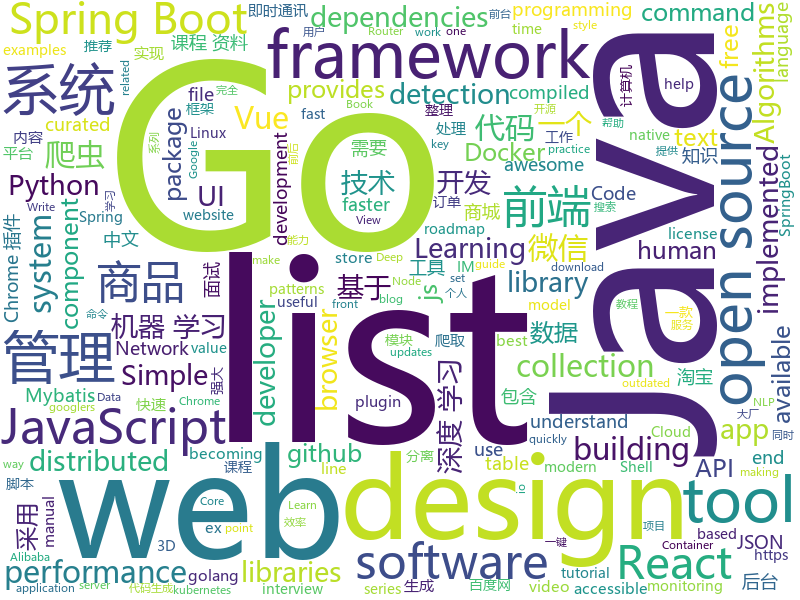 Spring Boot
即时通讯
课程 资料
dependencies
programming
command
examples
推荐
实现
前台
Router
用户
work
one
style
time
free
Algorithms
language
系统
framework
Java
file
框架
fast
provides
detection
compiled
计算机
help
related
完全
Book
整理
curated
爬虫
package
Vue
代码
一个
open source
内容
Linux
系列
Google
前后
需要
处理
工作
开源
帮助
native
text
平台
Docker
key
practice
提供
知识
Python
UI
development
Go
技术
开发
awesome
前端
Code
implemented
SpringBoot
学习
Write
website
faster
订单
商城
roadmap
搜索
license
Chrome 插件
system
component
Spring
中文
View
能力
store
Deep
Learning
微信
human
面试
基于
工具
IM
guide
download
library
商品
list
patterns
Node
set
个人
js
useful
front
blog
model
教程
一款
服务
管理
机器 学习
developer
browser
模块
爬取
数据
Network
value
make
best
updates
淘宝
outdated
available
Simple
强大
collection
命令
快速
Chrome
包含
NLP
Mybatis
Data
plugin
googlers
大厂
同时
JavaScript
web
design
深度 学习
understand
Cloud
quickly
app
tool
building
distributed
becoming
github
use
table
end
way
课程
line
分离
modern
Shell
API
making
采用
脚本
manual
ex
Core
Learn
io
项目
software
React
based
JSON
libraries
point
效率
一键
Container
https
3D
performance
golang
tutorial
accessible
后台
Alibaba
interview
series
生成
百度网
video
monitoring
application
server
代码生成
kubernetes